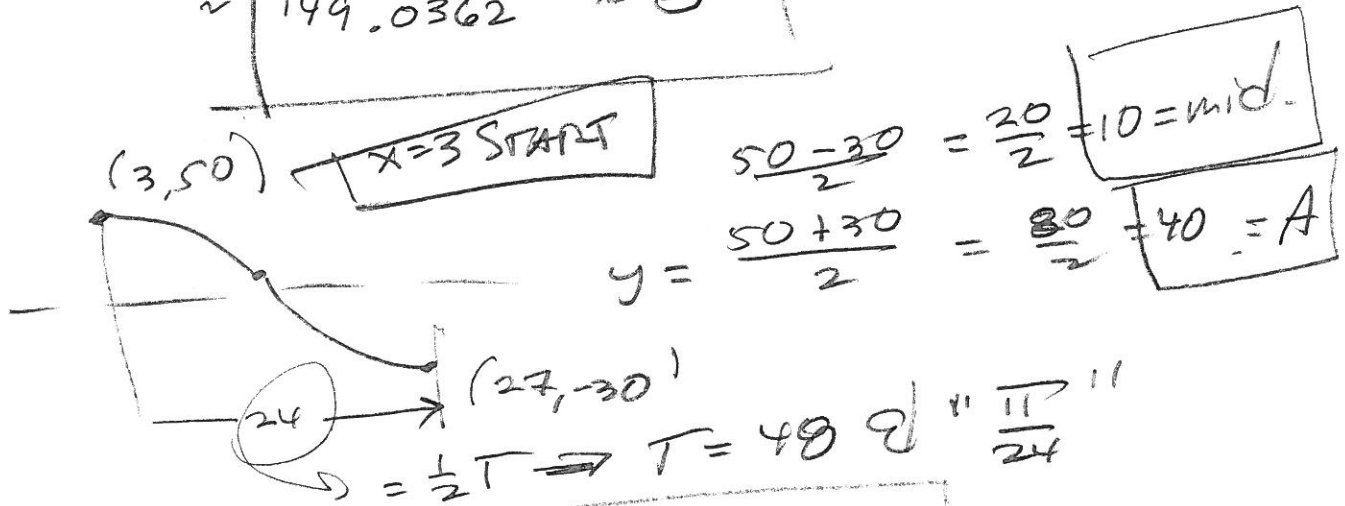 ≈ 149.0362
(3,50) x=3 START
50-30/2 = 20/2 = 10 = mid.
y = 50+30/2 = 80/2 = 40 = A
24
(27,-30)
= 1/2 T → T = 48 & "π/24"